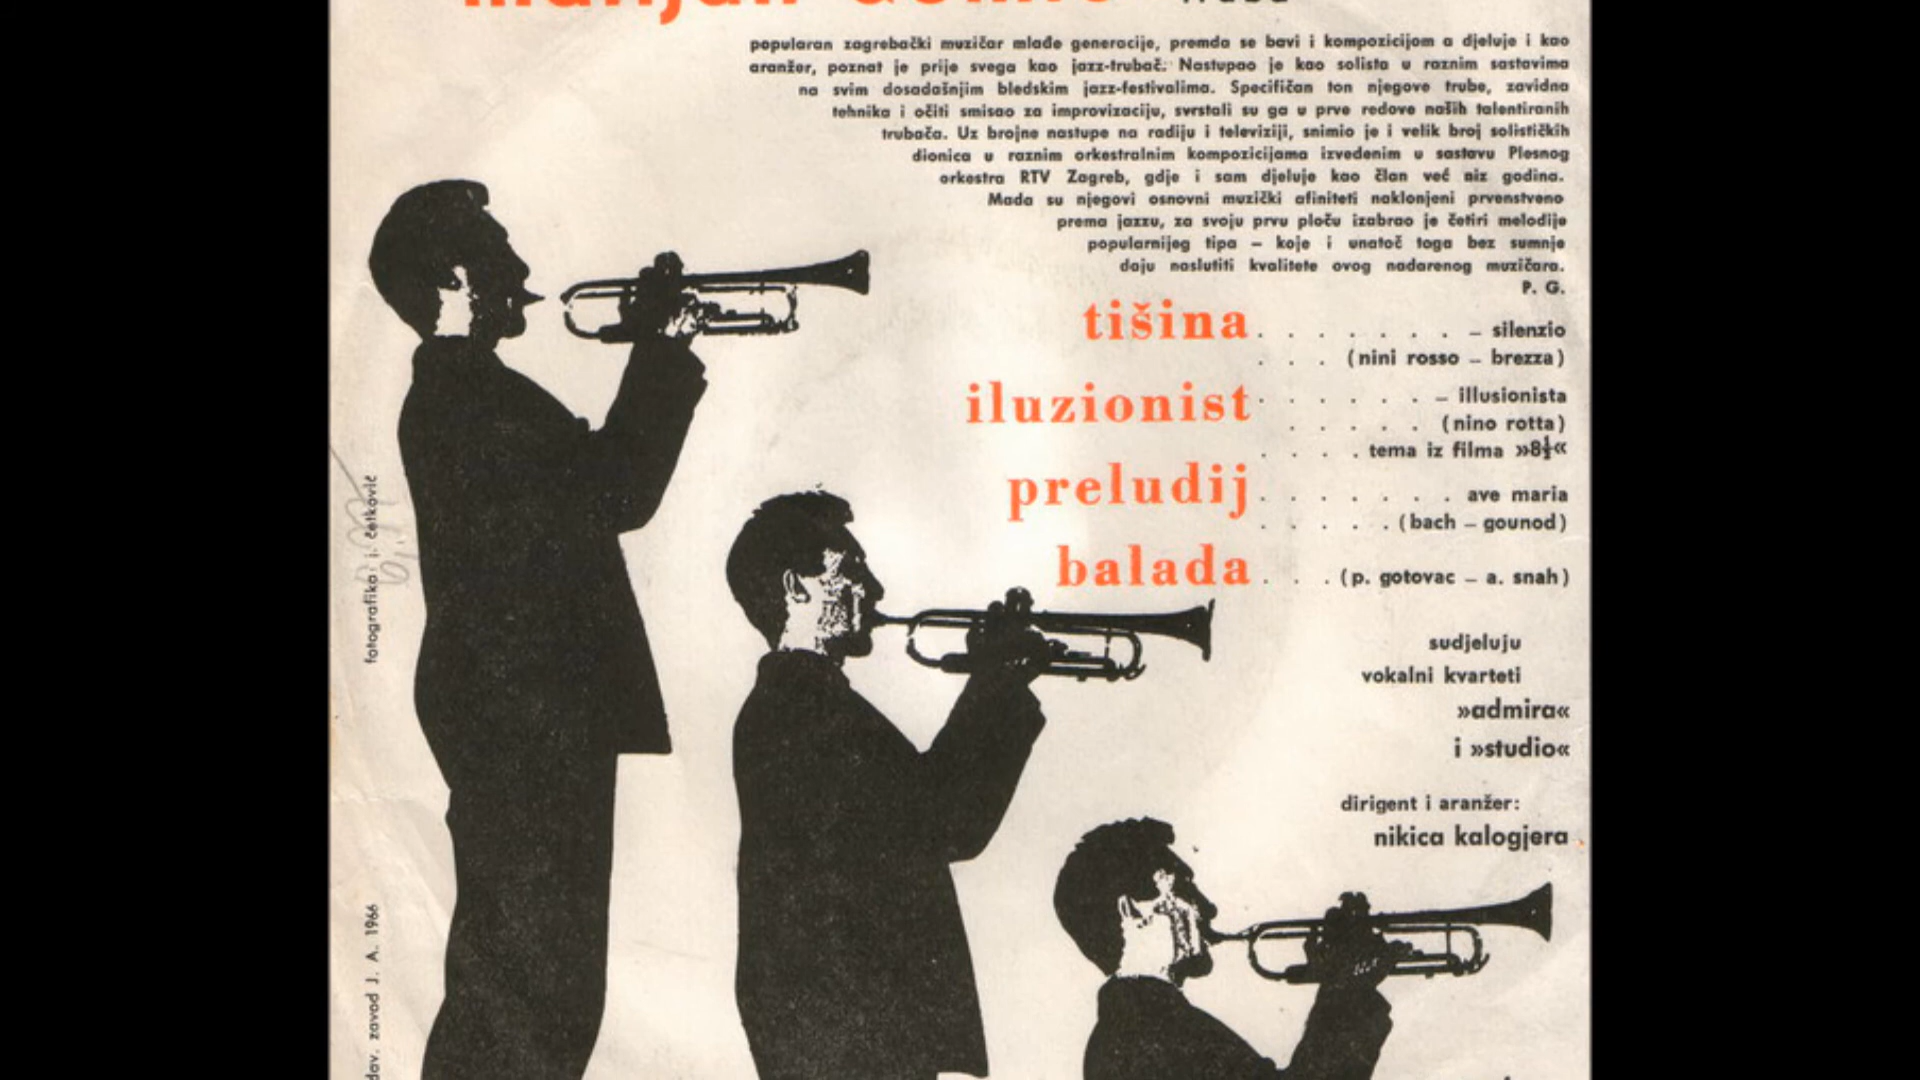 popularan zagrebački muzičar mlađe generacije, premda se bavi i kompozicijom a djeluje i kao
aranžer, poznat je prije svega kao jazz-trubač. Nastupao je kao solista u raznim sastavima
na svim dosadašnjim bledskim jazz-festivalima. Specifičan ton njegove trube, zavidna
tehnika i očiti smisao za improvizaciju, svrstali su ga u prve redove naših talentiranih
trubača. Uz brojne nastupe na radiju i televiziji, snimio je i velik broj solističkih
dionica u raznim orkestralnim kompozicijama izvedenim u sastavu Plesnog
orkestra RTV Zagreb, gdje i sam djeluje kao član već niz godina.
Mada su njegovi osnovni muzički afiniteti naklonjeni prvenstveno
prema jazzu, za svoju prvu ploču izabrao je četiri melodije
popularnijeg tipa – koje i unatoč toga bez sumnje
daju naslutiti kvalitete ovog nadarenog muzičara.
P. G.
tišina . . . . . . . – silenzio
. . . (nini rosso – brezza)
iluzionist . . . . . . – illusionista
. . . . . (nino rotta)
. . . . tema iz filma »8½«
preludij . . . . . . . ave maria
. . . . . (bach – gounod)
balada . . . (p. gotovac – a. snah)
sudjeluju
vokalni kvarteti
»admira«
i »studio«
dirigent i aranžer:
nikica kalogjera
fotografika: i. četković
zavod J. A. 1966